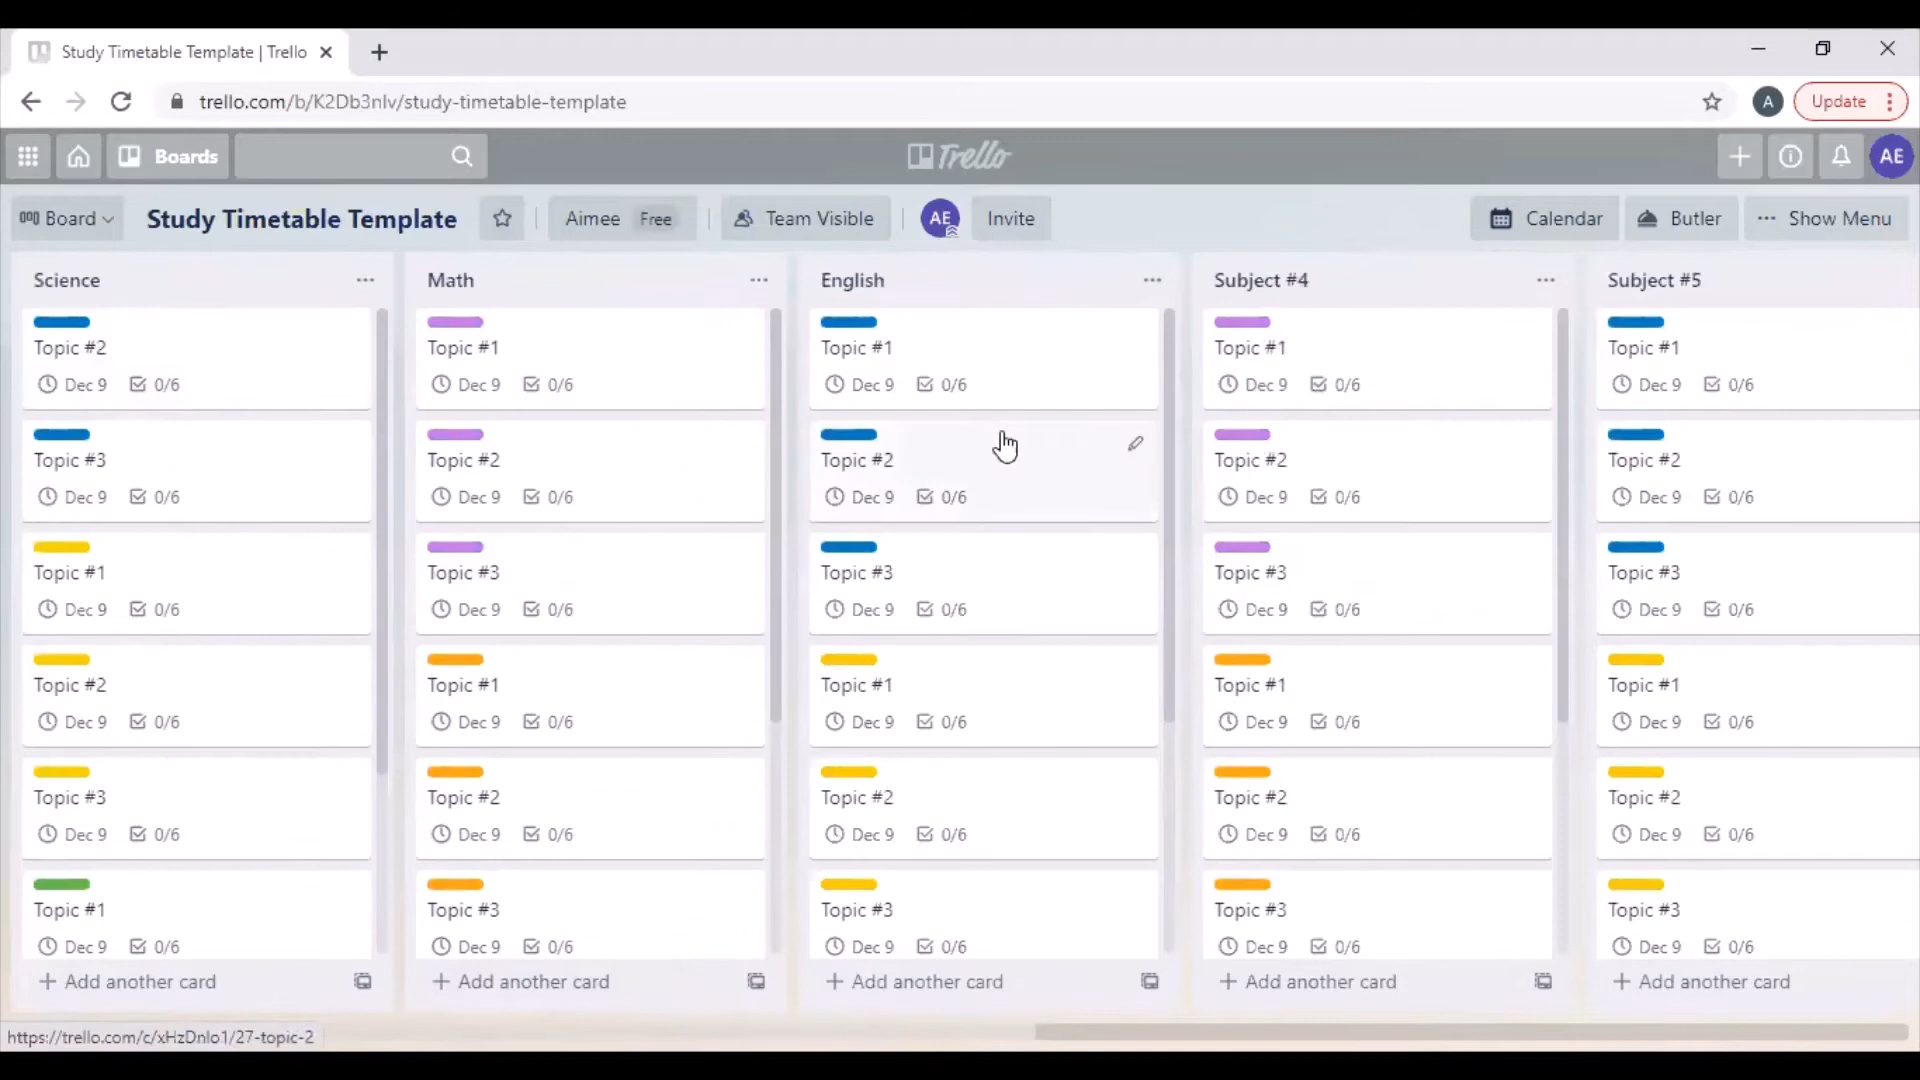 Study Timetable Template | Trello
trello.com/b/K2Db3nlv/study-timetable-template
A
Update
Boards
Trello
AE
Board
Study Timetable Template
Aimee Free
Team Visible
AE
Invite
Calendar
Butler
Show Menu
Science
Topic #2
Dec 9 0/6
Topic #3
Dec 9 0/6
Topic #1
Dec 9 0/6
Topic #2
Dec 9 0/6
Topic #3
Dec 9 0/6
Topic #1
Dec 9 0/6
Add another card
Math
Topic #1
Dec 9 0/6
Topic #2
Dec 9 0/6
Topic #3
Dec 9 0/6
Topic #1
Dec 9 0/6
Topic #2
Dec 9 0/6
Topic #3
Dec 9 0/6
Add another card
English
Topic #1
Dec 9 0/6
Topic #2
Dec 9 0/6
Topic #3
Dec 9 0/6
Topic #1
Dec 9 0/6
Topic #2
Dec 9 0/6
Topic #3
Dec 9 0/6
Add another card
Subject #4
Topic #1
Dec 9 0/6
Topic #2
Dec 9 0/6
Topic #3
Dec 9 0/6
Topic #1
Dec 9 0/6
Topic #2
Dec 9 0/6
Topic #3
Dec 9 0/6
Add another card
Subject #5
Topic #1
Dec 9 0/6
Topic #2
Dec 9 0/6
Topic #3
Dec 9 0/6
Topic #1
Dec 9 0/6
Topic #2
Dec 9 0/6
Topic #3
Dec 9 0/6
Add another card
https://trello.com/c/xHzDnlo1/27-topic-2